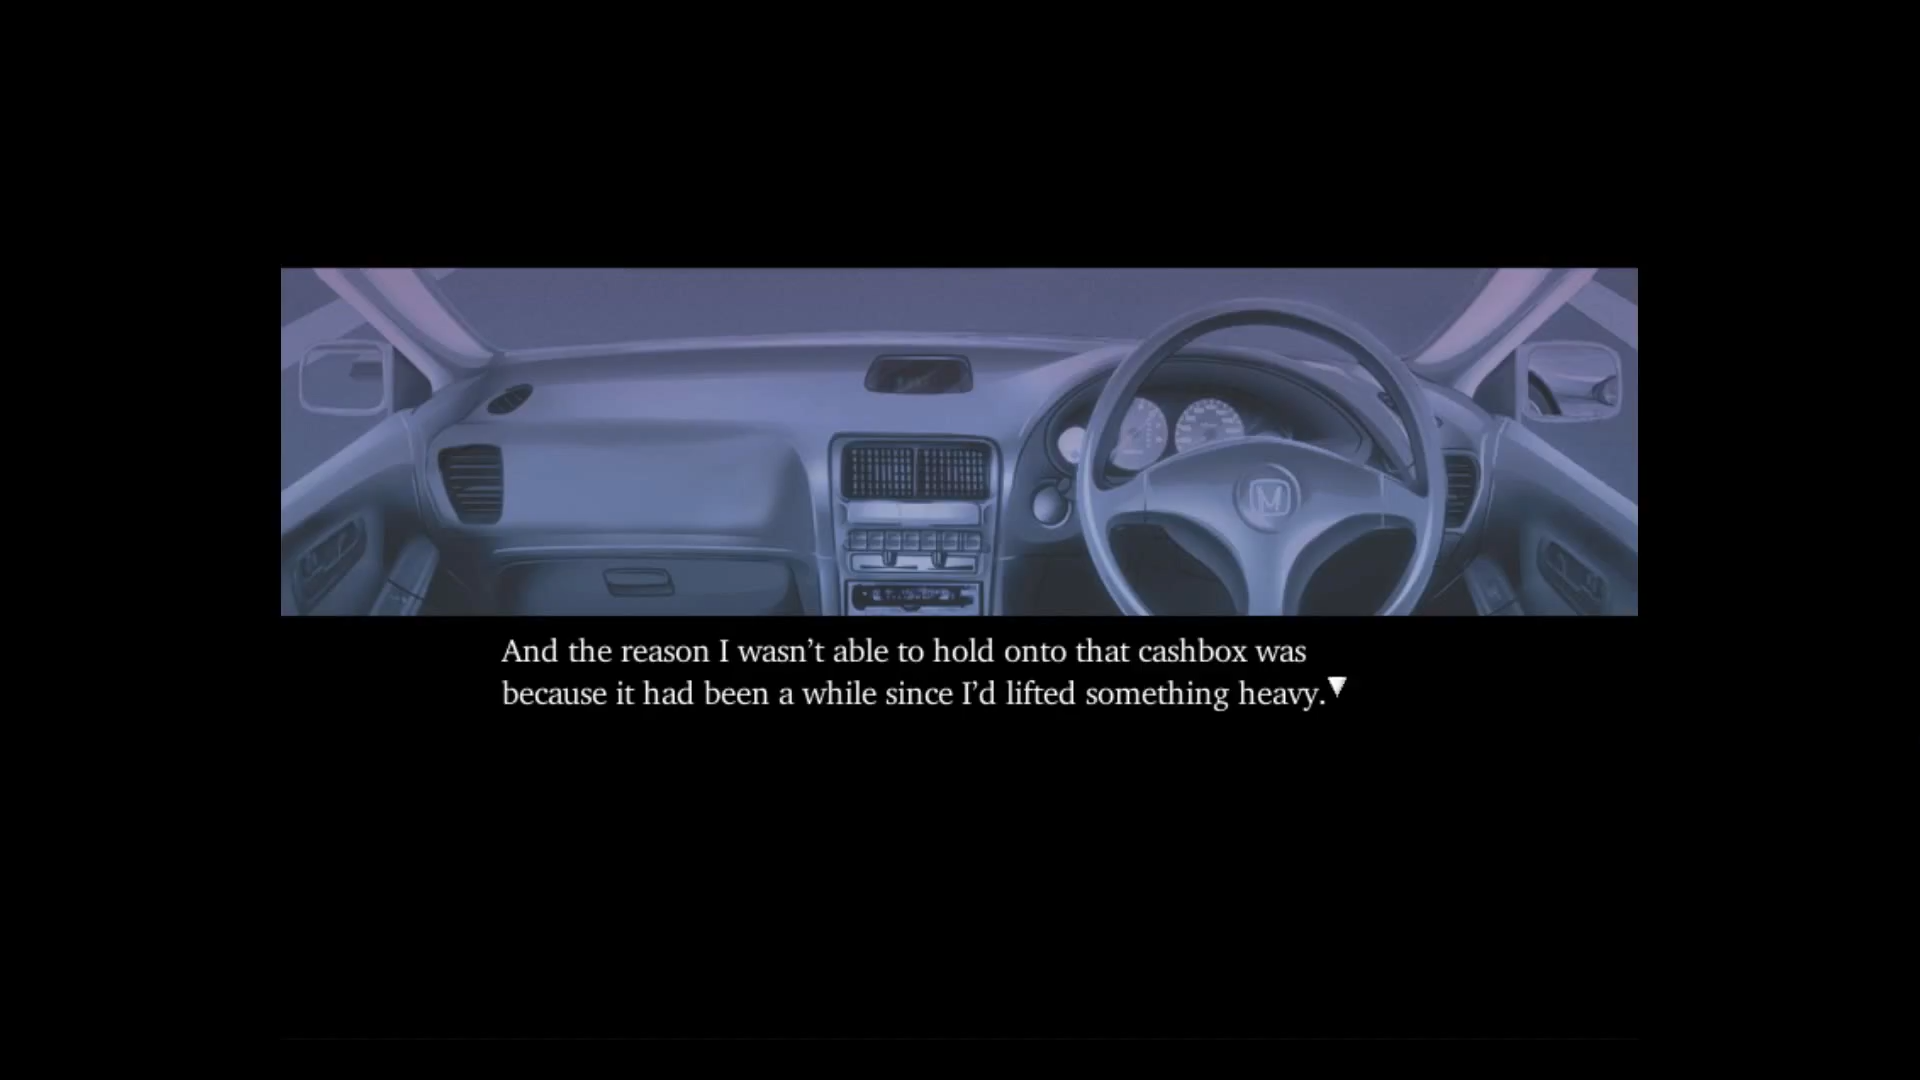 And the reason I wasn’t able to hold onto that cashbox was
because it had been a while since I’d lifted something heavy.